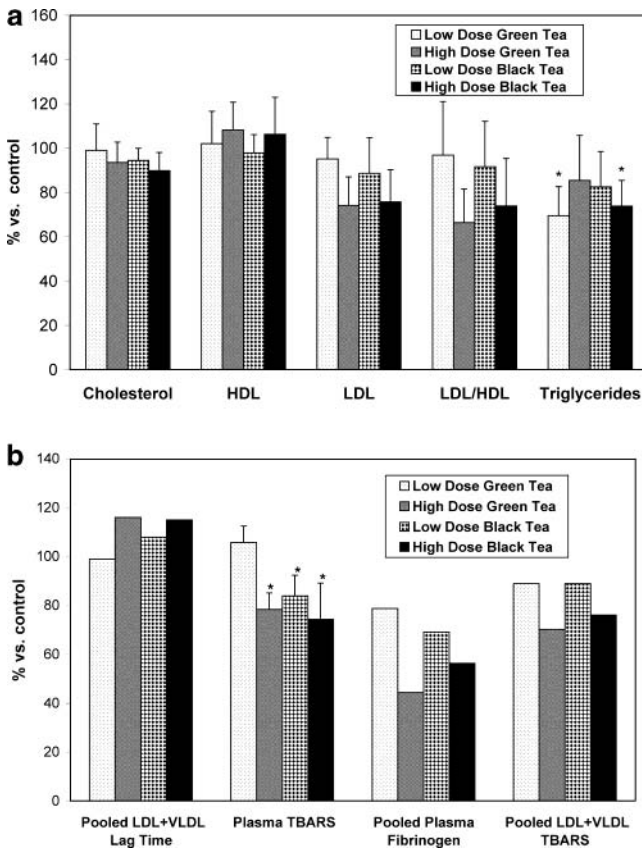 a
160
140
120
100
80
60
40
20
0
% vs. control
Low Dose Green Tea
High Dose Green Tea
Low Dose Black Tea
High Dose Black Tea
* *
Cholesterol HDL LDL LDL/HDL Triglycerides
b
140
120
100
80
60
40
20
0
% vs. control
Low Dose Green Tea
High Dose Green Tea
Low Dose Black Tea
High Dose Black Tea
* * *
Pooled LDL+VLDL Plasma TBARS Pooled Plasma Pooled LDL+VLDL
Lag Time Fibrinogen TBARS